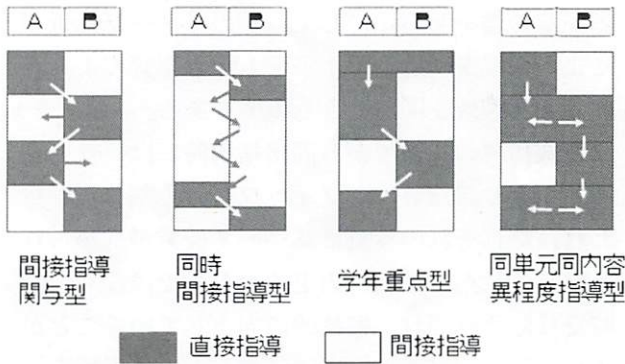 A B
A B
A B
A B
間接指導
関与型
同時
間接指導型
学年重点型
同単元同内容
異程度指導型
直接指導
間接指導